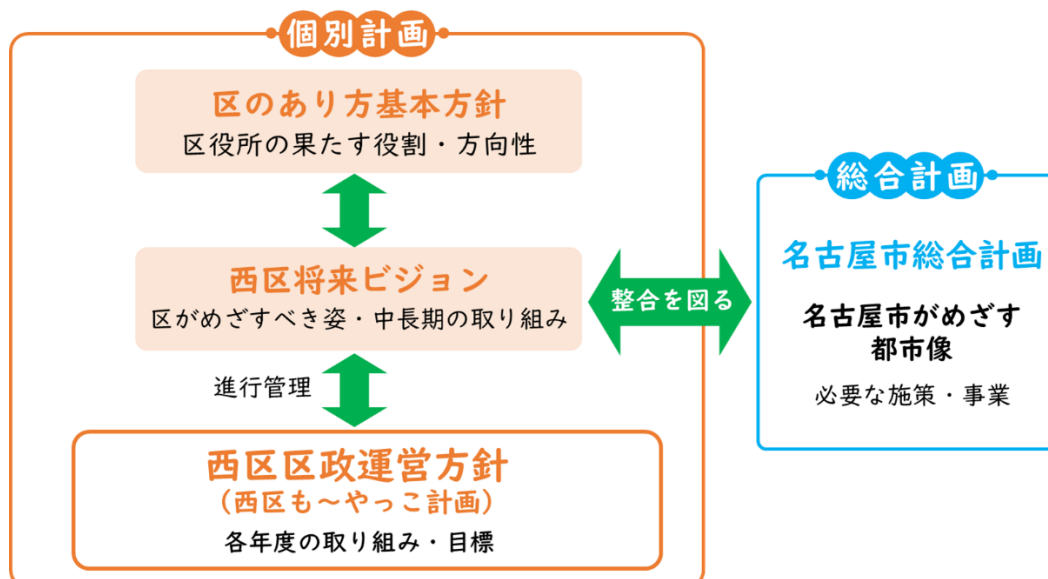 個別計画
区のあり方基本方針
区役所の果たす役割・方向性
西区将来ビジョン
区がめざすべき姿・中長期の取り組み
進行管理
西区区政運営方針
(西区も～やっこ計画)
各年度の取り組み・目標
整合を図る
総合計画
名古屋市総合計画
名古屋市がめざす
都市像
必要な施策・事業